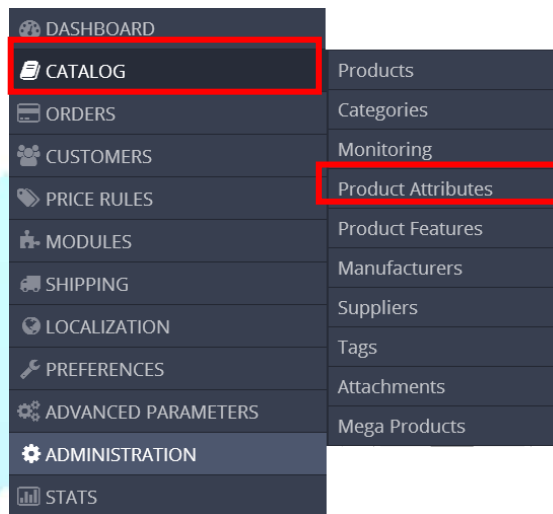 DASHBOARD
CATALOG
ORDERS
CUSTOMERS
PRICE RULES
MODULES
SHIPPING
LOCALIZATION
PREFERENCES
ADVANCED PARAMETERS
ADMINISTRATION
STATS
Products
Categories
Monitoring
Product Attributes
Product Features
Manufacturers
Suppliers
Tags
Attachments
Mega Products